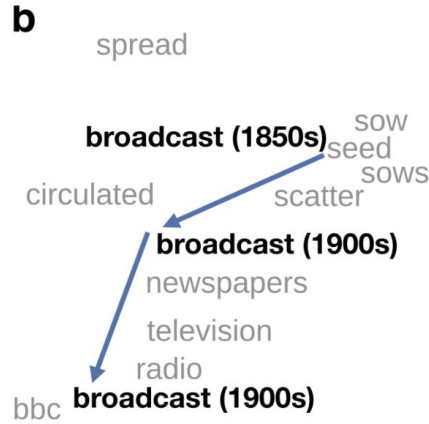 b
spread
broadcast (1850s)
sow
seed
sows
circulated
scatter
broadcast (1900s)
newspapers
television
radio
broadcast (1900s)
bbc